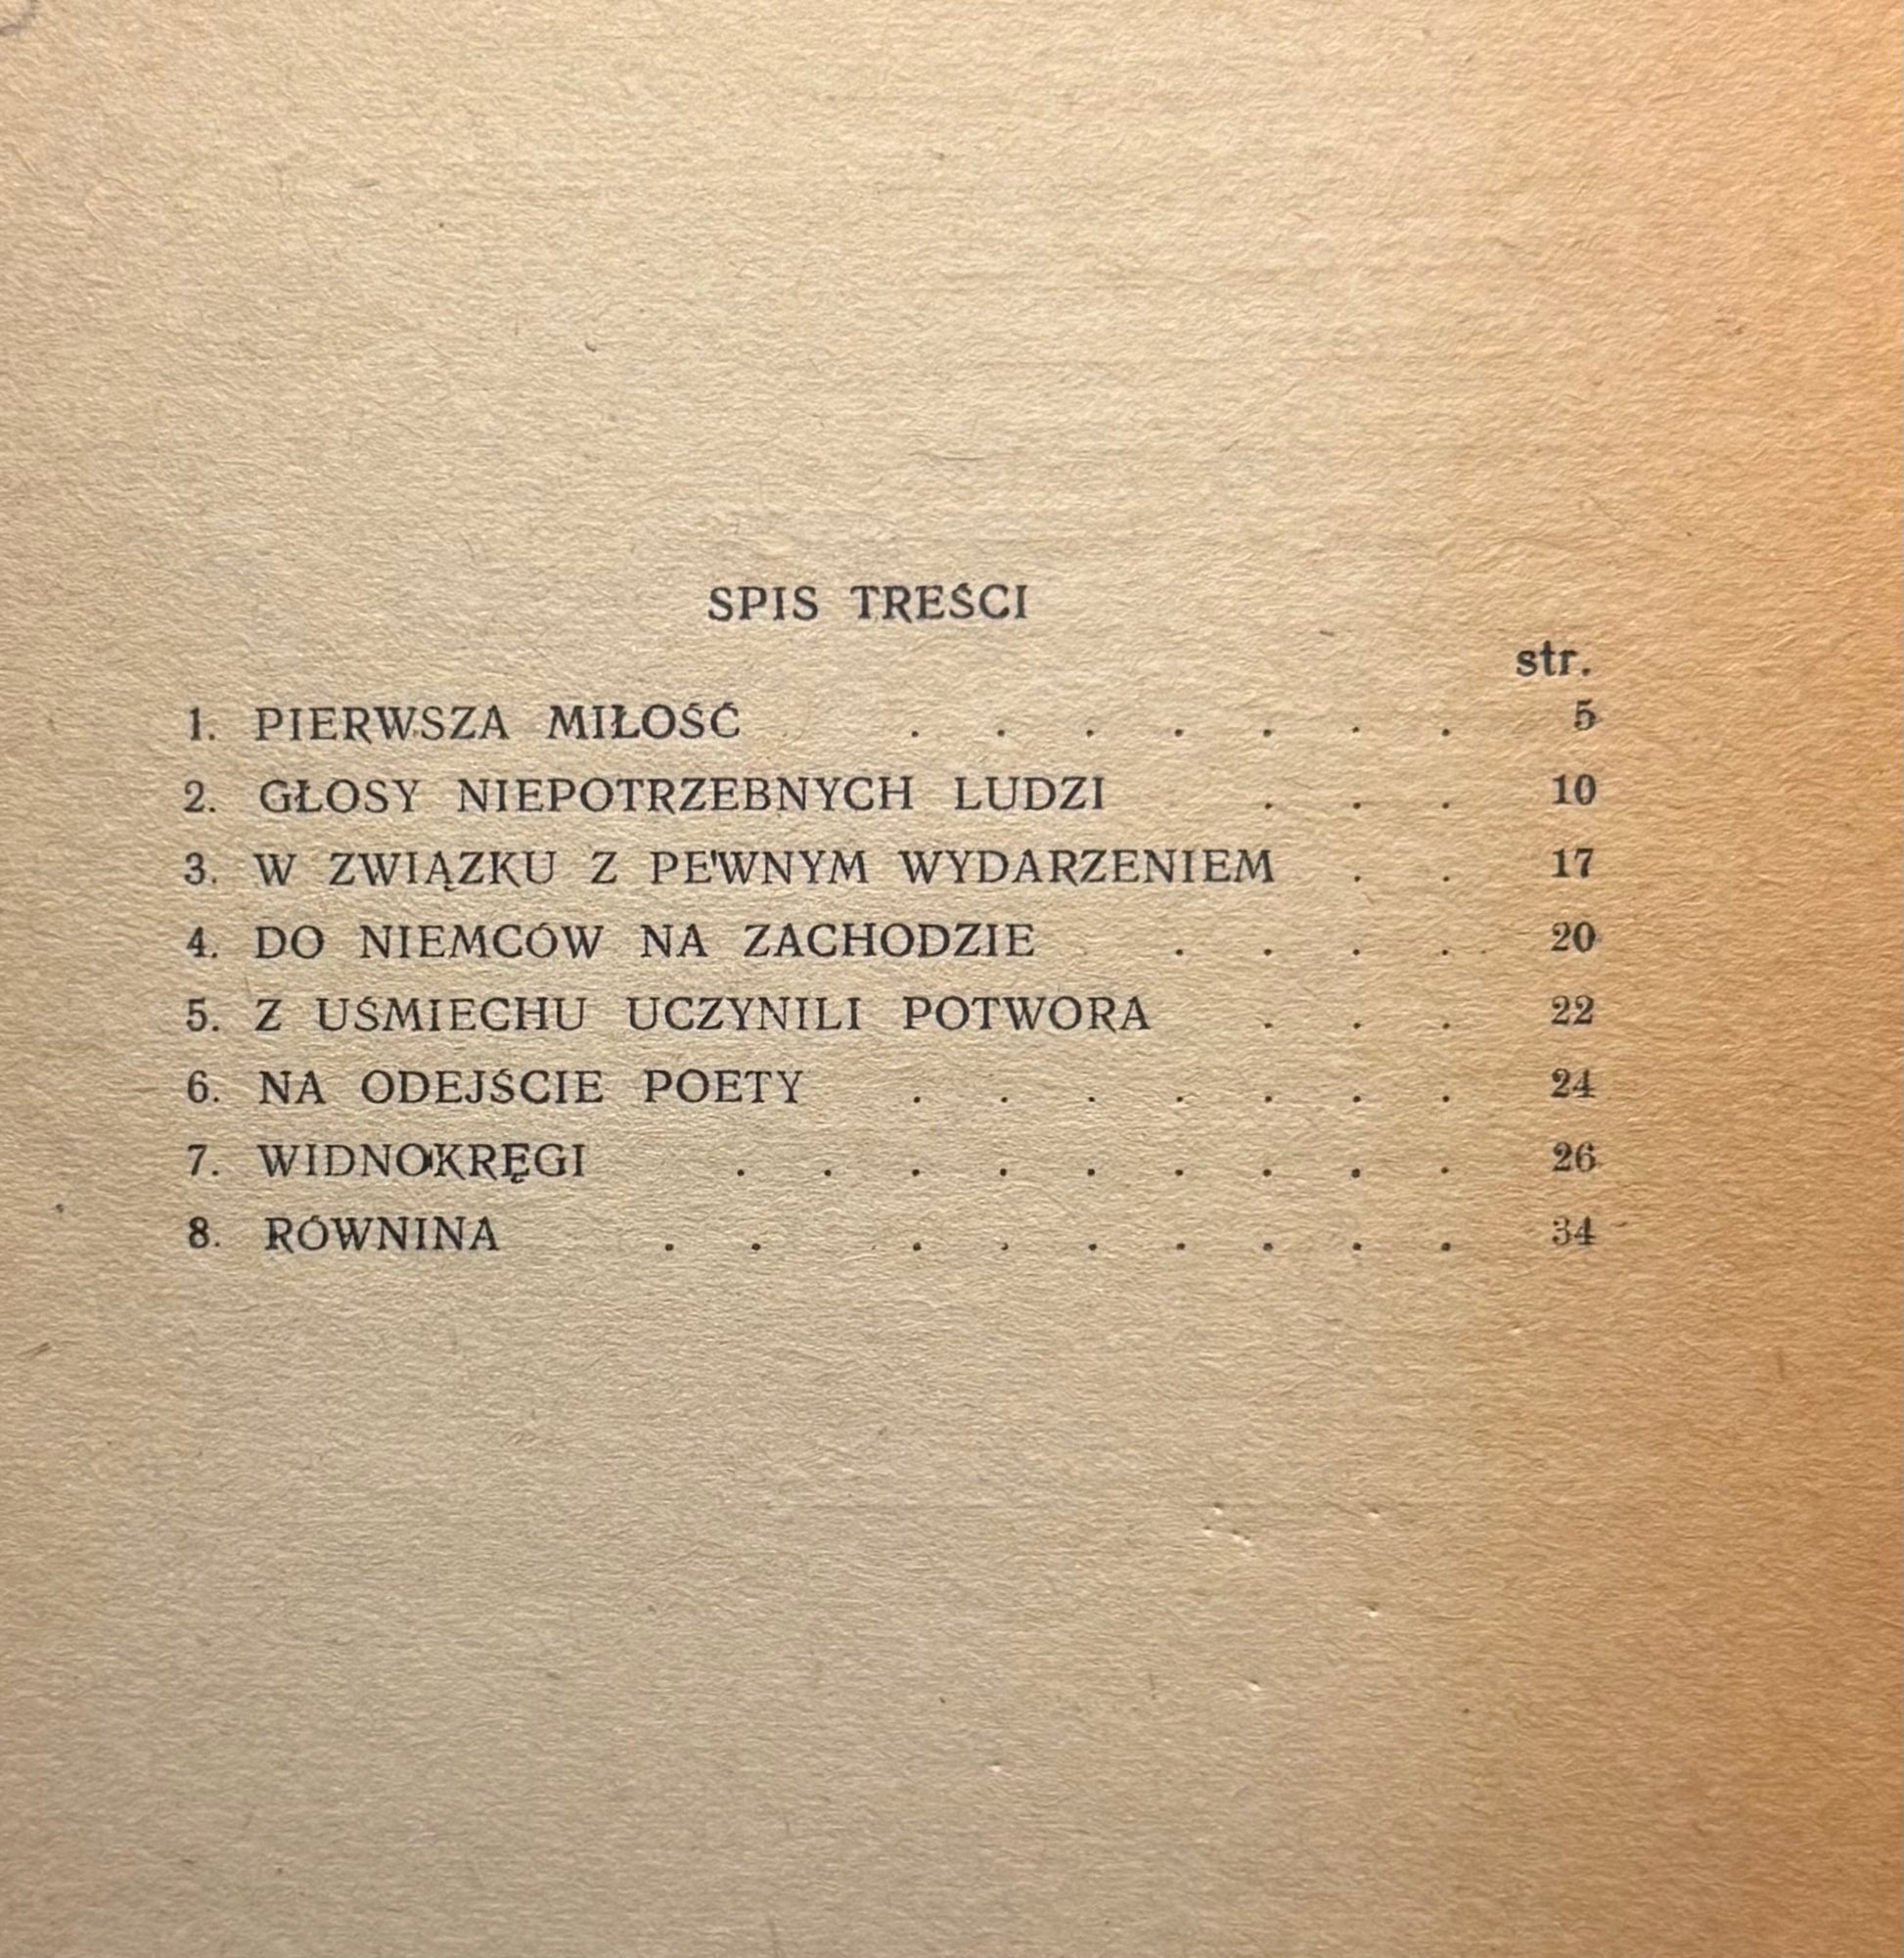 SPIS TREŚCI
str.
1. PIERWSZA MIŁOŚĆ . . . . . . . 5
2. GŁOSY NIEPOTRZEBNYCH LUDZI . . . 10
3. W ZWIĄZKU Z PEWNYM WYDARZENIEM . . 17
4. DO NIEMCÓW NA ZACHODZIE . . . . 20
5. Z UŚMIECHU UCZYNILI POTWORA . . . 22
6. NA ODEJŚCIE POETY . . . . . . . 24
7. WIDNOKRĘGI . . . . . . . . . 26
8. RÓWNINA . . . . . . . . . 34